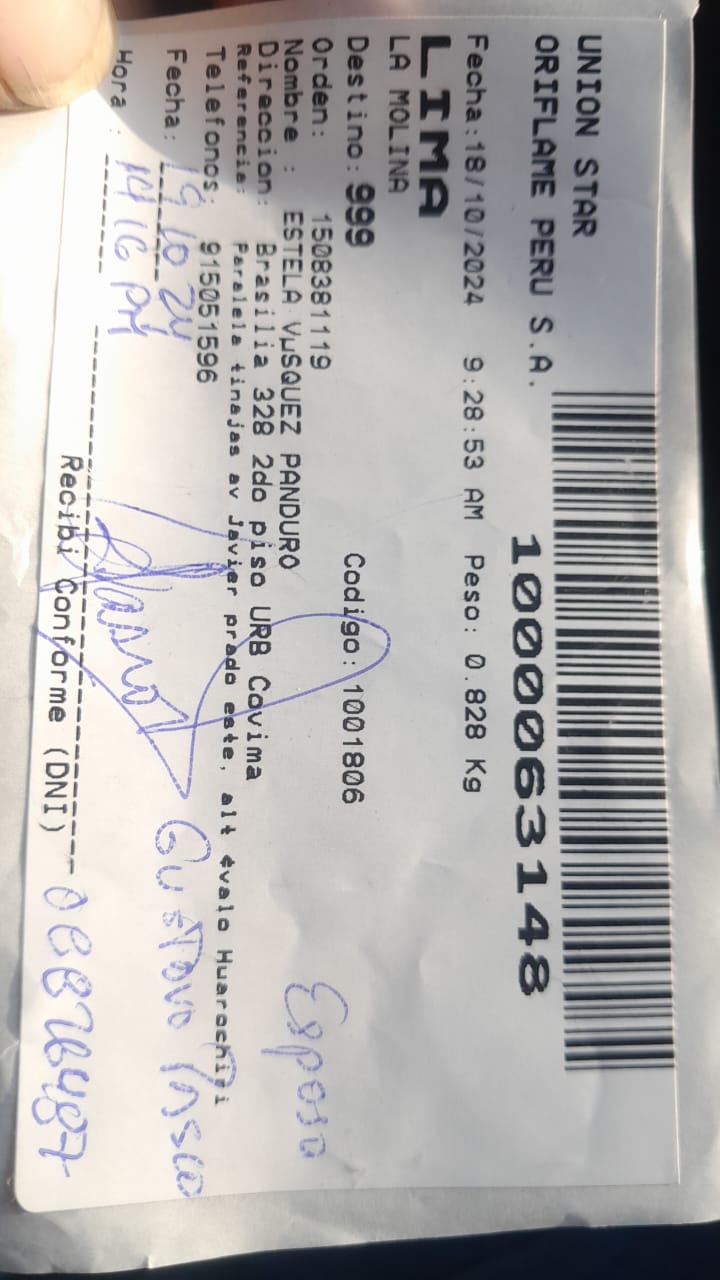 UNION STAR
ORIFLAME PERU S.A.
1000063148
Fecha:18/10/2024 9:28:53 AM Peso: 0.828 Kg
LIMA
LA MOLINA
Destino: 999 Codigo: 1001806
Orden: 1508381119
Nombre : ESTELA VµSQUEZ PANDURO
Direccion: Brasilia 328 2do piso URB Covima
Esposo
Referencia: Paralela tinajas av Javier prado este, alt óvalo Huarochiri
Telefonos: 915051596
Gustavo
Fecha: 19 10 24
Hora : 14 16 PM
Recibi Conforme (DNI)